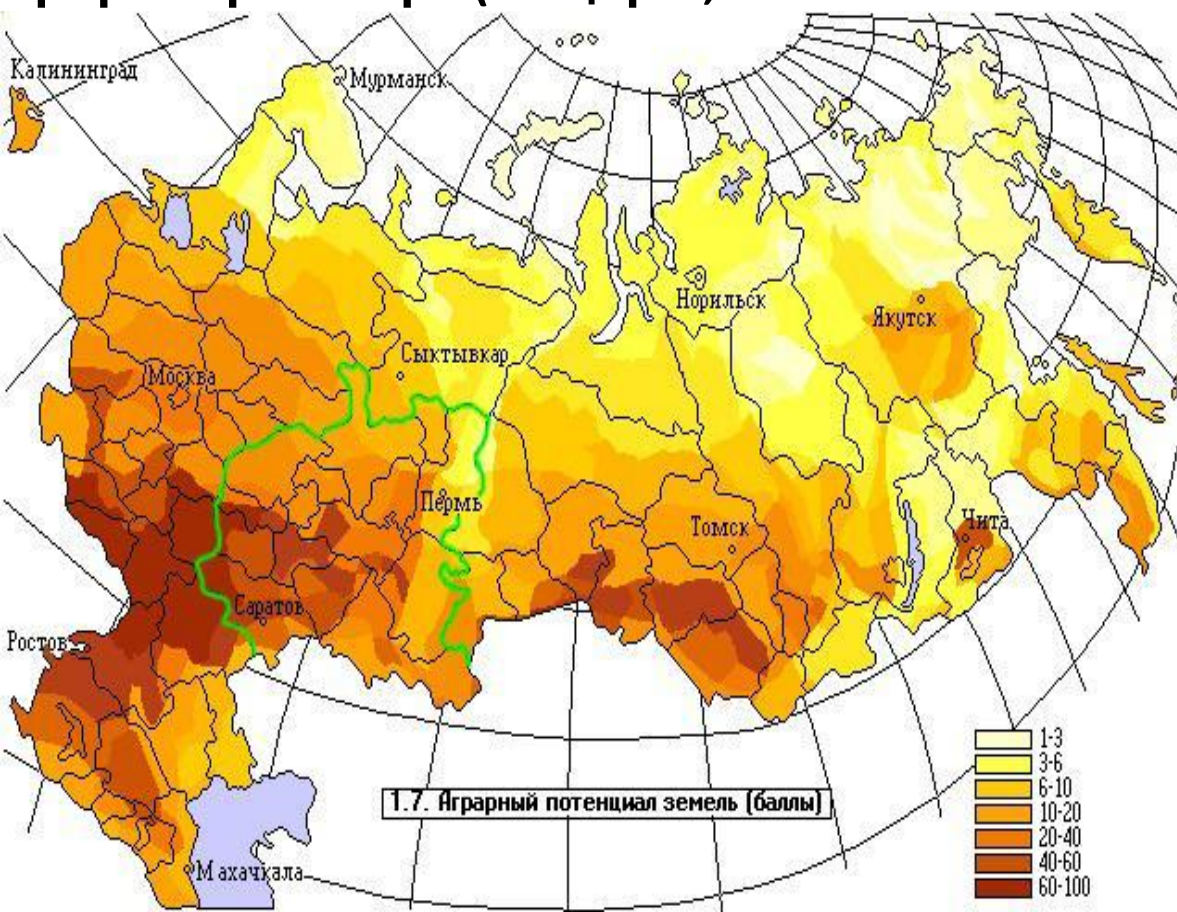 Калининград
Мурманск
Норильск
Якутск
Сыктывкар
Москва
Пермь
Томск
Чита
Саратов
Ростов
1-3
3-6
6-10
10-20
20-40
40-60
60-100
1.7. Аграрный потенциал земель (баллы)
Махачкала